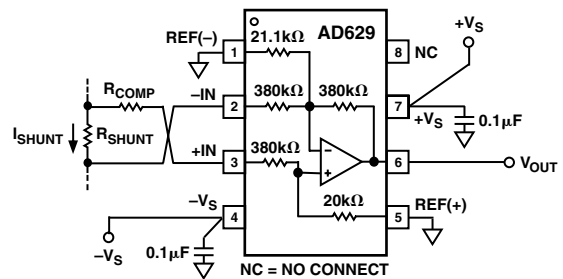 REF(–)
21.1kΩ
AD629
1
8
NC
+VS
RCOMP
–IN
380kΩ
380kΩ
2
7
+VS
0.1µF
ISHUNT
RSHUNT
+IN
380kΩ
3
–
+
6
VOUT
–VS
20kΩ
REF(+)
4
5
–VS
0.1µF
NC = NO CONNECT